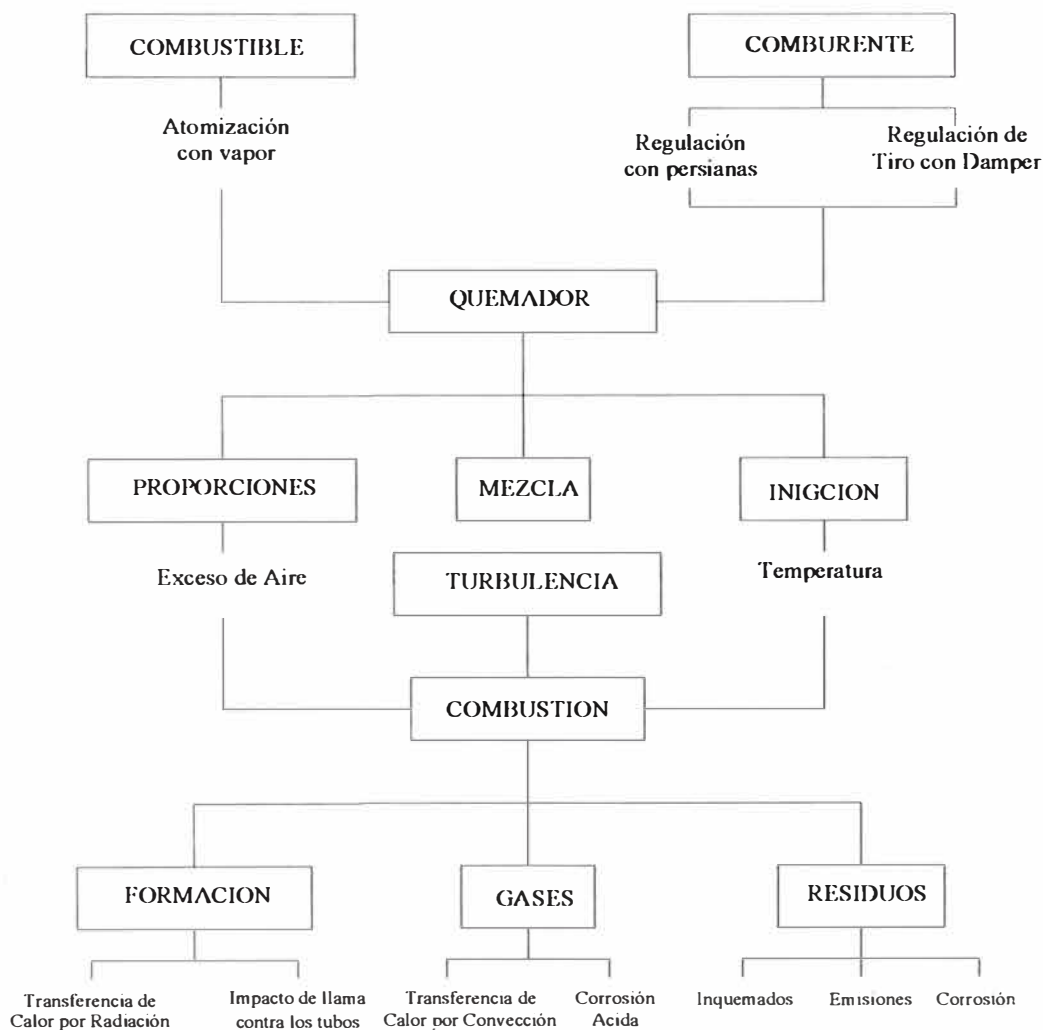 COMBUSTIBLE
COMBURENTE
Atomización
con vapor
Regulación
con persianas
Regulación de
Tiro con Damper
QUEMADOR
PROPORCIONES
MEZCLA
INIGCION
Exceso de Aire
TURBULENCIA
Temperatura
COMBUSTION
FORMACION
GASES
RESIDUOS
Transferencia de
Calor por Radiación
Impacto de llama
contra los tubos
Transferencia de
Calor por Convección
Corrosión
Acida
Inquemados
Emisiones
Corrosión